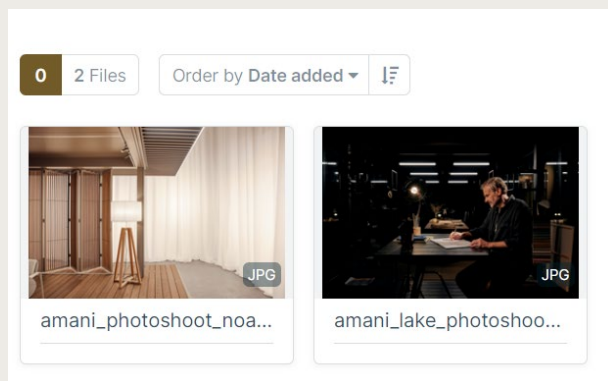 0 2 Files Order by Date added
JPG JPG
amani_photoshoot_noa... amani_lake_photoshoo...